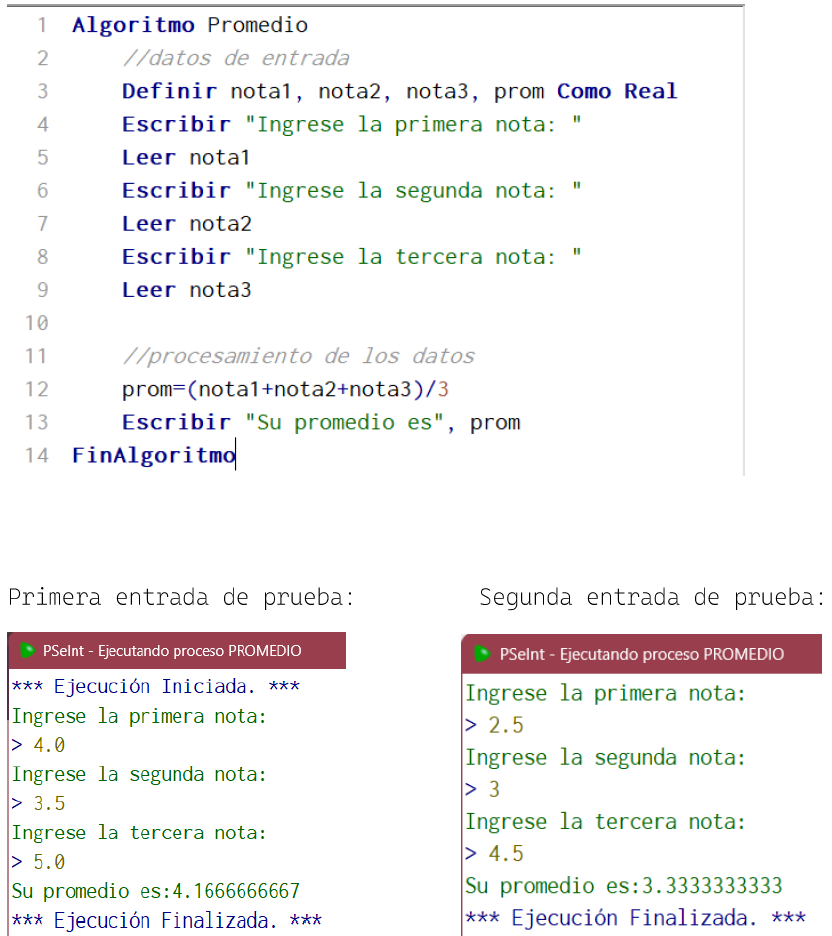 1 Algoritmo Promedio
2 //datos de entrada
3 Definir nota1, nota2, nota3, prom Como Real
4 Escribir "Ingrese la primera nota: "
5 Leer nota1
6 Escribir "Ingrese la segunda nota: "
7 Leer nota2
8 Escribir "Ingrese la tercera nota: "
9 Leer nota3
10
11 //procesamiento de los datos
12 prom=(nota1+nota2+nota3)/3
13 Escribir "Su promedio es", prom
14 FinAlgoritmo
Primera entrada de prueba:
PSeInt - Ejecutando proceso PROMEDIO
*** Ejecución Iniciada. ***
Ingrese la primera nota:
> 4.0
Ingrese la segunda nota:
> 3.5
Ingrese la tercera nota:
> 5.0
Su promedio es:4.1666666667
*** Ejecución Finalizada. ***
Segunda entrada de prueba:
PSeInt - Ejecutando proceso PROMEDIO
Ingrese la primera nota:
> 2.5
Ingrese la segunda nota:
> 3
Ingrese la tercera nota:
> 4.5
Su promedio es:3.3333333333
*** Ejecución Finalizada. ***